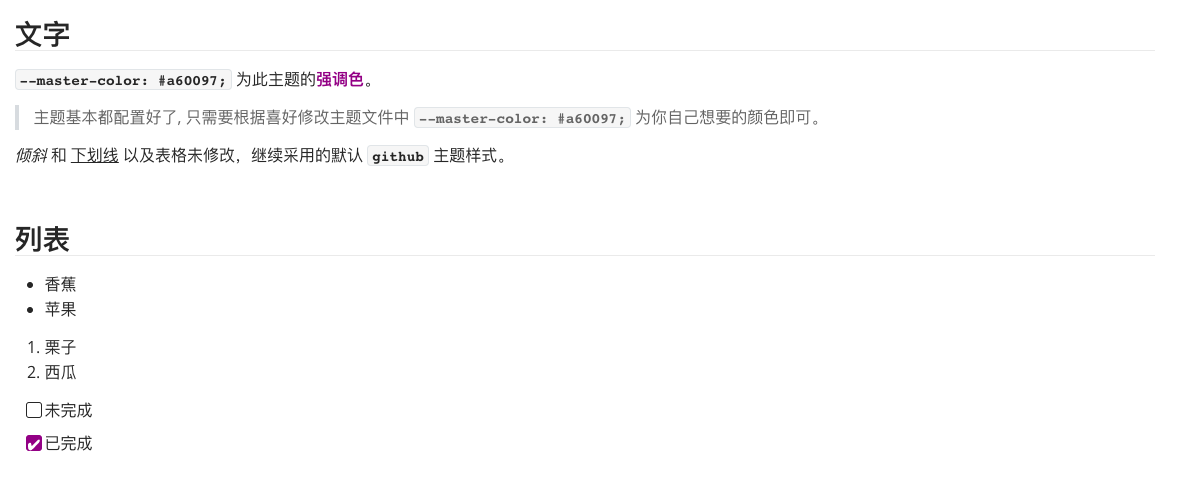 文字
--master-color: #a60097; 为此主题的强调色。
主题基本都配置好了, 只需要根据喜好修改主题文件中 --master-color: #a60097; 为你自己想要的颜色即可。
倾斜 和 下划线 以及表格未修改，继续采用的默认 github 主题样式。
列表
• 香蕉
• 苹果
1. 栗子
2. 西瓜
未完成
已完成